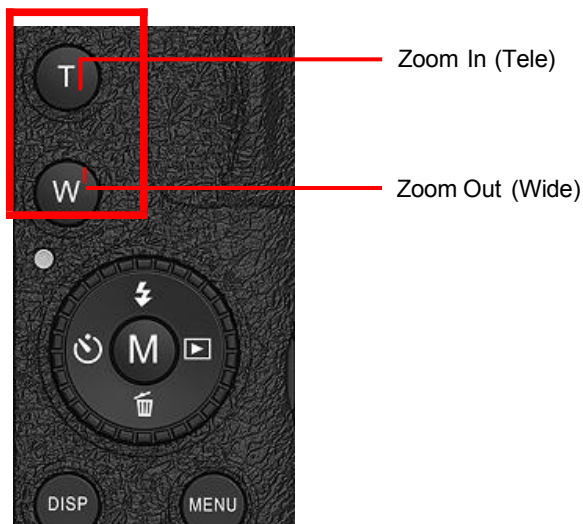 T
Zoom In (Tele)
W
Zoom Out (Wide)
M
DISP
MENU